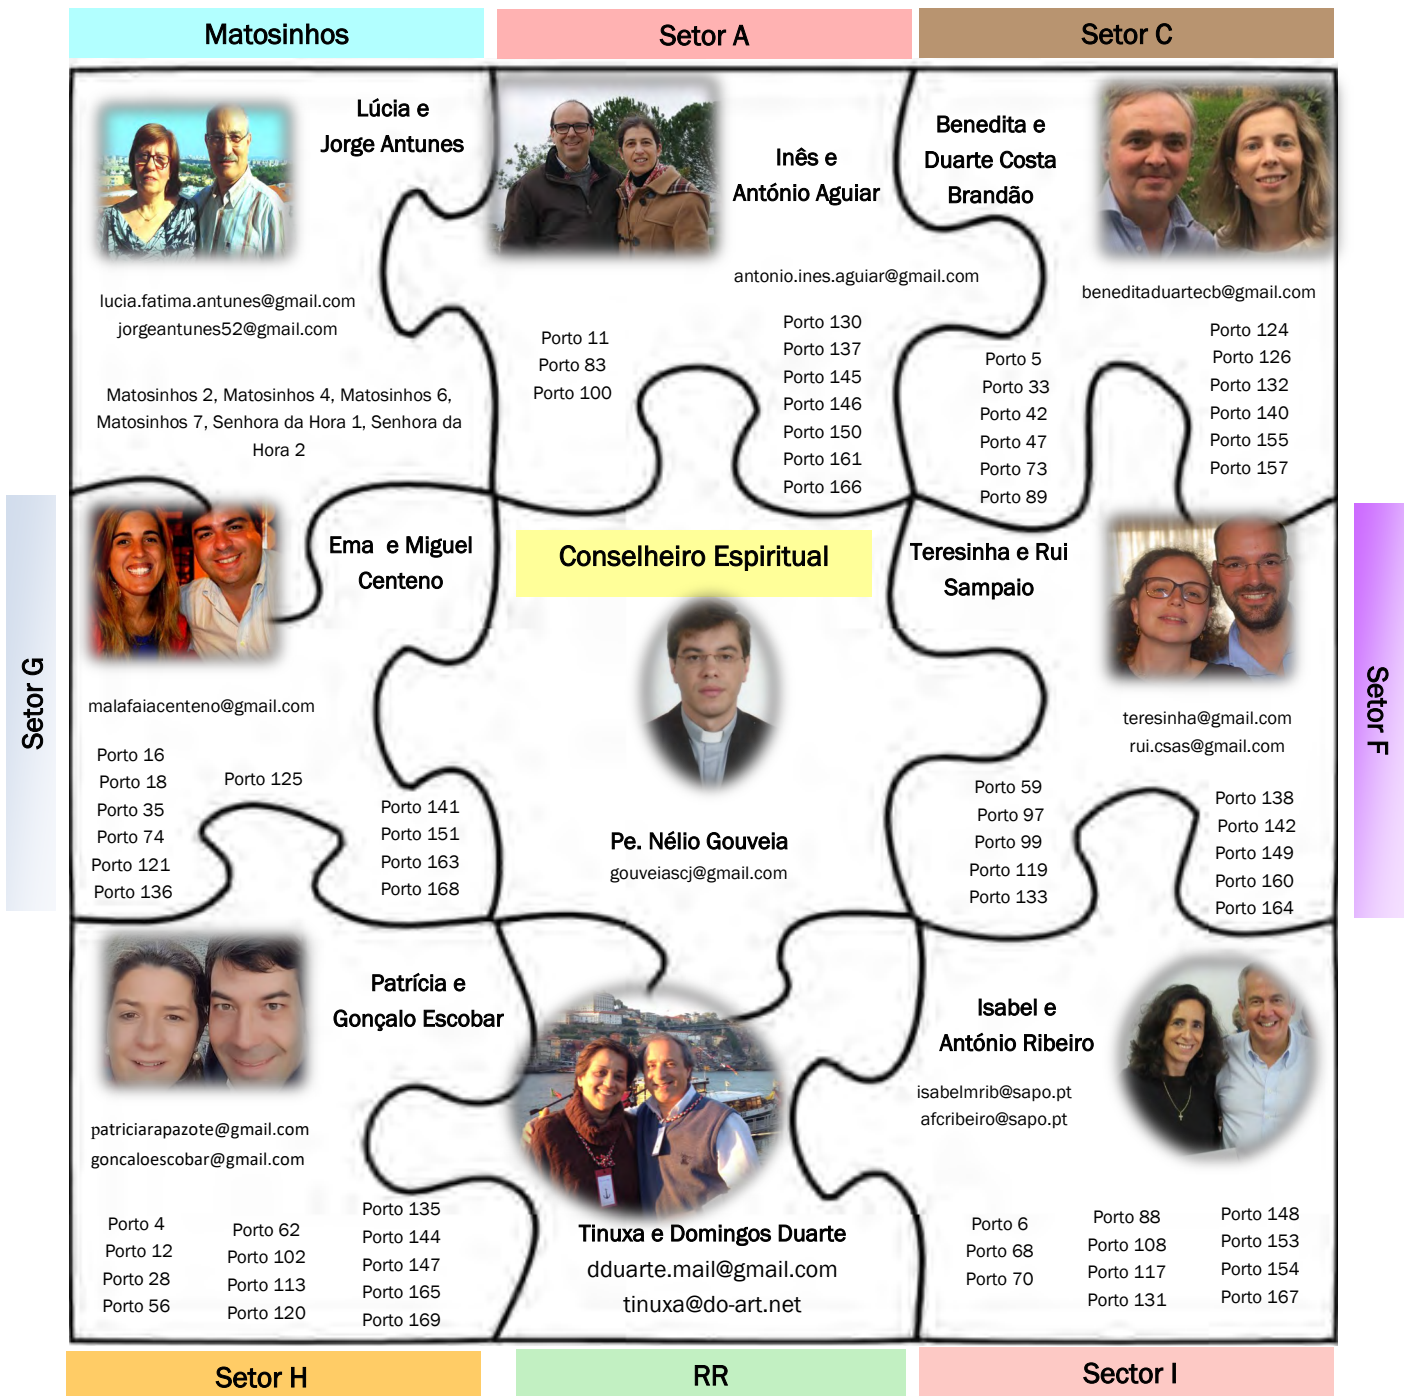 Matosinhos
Setor A
Setor C
Lúcia e
Jorge Antunes
lucia.fatima.antunes@gmail.com
jorgeantunes52@gmail.com
Matosinhos 2, Matosinhos 4, Matosinhos 6,
Matosinhos 7, Senhora da Hora 1, Senhora da
Hora 2
Inês e
António Aguiar
antonio.ines.aguiar@gmail.com
Porto 11
Porto 83
Porto 100
Porto 130
Porto 137
Porto 145
Porto 146
Porto 150
Porto 161
Porto 166
Benedita e
Duarte Costa
Brandão
beneditaduartecb@gmail.com
Porto 5
Porto 33
Porto 42
Porto 47
Porto 73
Porto 89
Porto 124
Porto 126
Porto 132
Porto 140
Porto 155
Porto 157
Setor G
Ema e Miguel
Centeno
malafaiacenteno@gmail.com
Porto 16
Porto 18
Porto 35
Porto 74
Porto 121
Porto 136
Porto 125
Porto 141
Porto 151
Porto 163
Porto 168
Conselheiro Espiritual
Pe. Nélio Gouveia
gouveiascj@gmail.com
Teresinha e Rui
Sampaio
teresinha@gmail.com
rui.csas@gmail.com
Porto 59
Porto 97
Porto 99
Porto 119
Porto 133
Porto 138
Porto 142
Porto 149
Porto 160
Porto 164
Setor F
Patrícia e
Gonçalo Escobar
patriciarapazote@gmail.com
goncaloescobar@gmail.com
Porto 4
Porto 12
Porto 28
Porto 56
Porto 62
Porto 102
Porto 113
Porto 120
Porto 135
Porto 144
Porto 147
Porto 165
Porto 169
Tinuxa e Domingos Duarte
dduarte.mail@gmail.com
tinuxa@do-art.net
Isabel e
António Ribeiro
isabelmrib@sapo.pt
afcribeiro@sapo.pt
Porto 6
Porto 68
Porto 70
Porto 88
Porto 108
Porto 117
Porto 131
Porto 148
Porto 153
Porto 154
Porto 167
Setor H
RR
Sector I